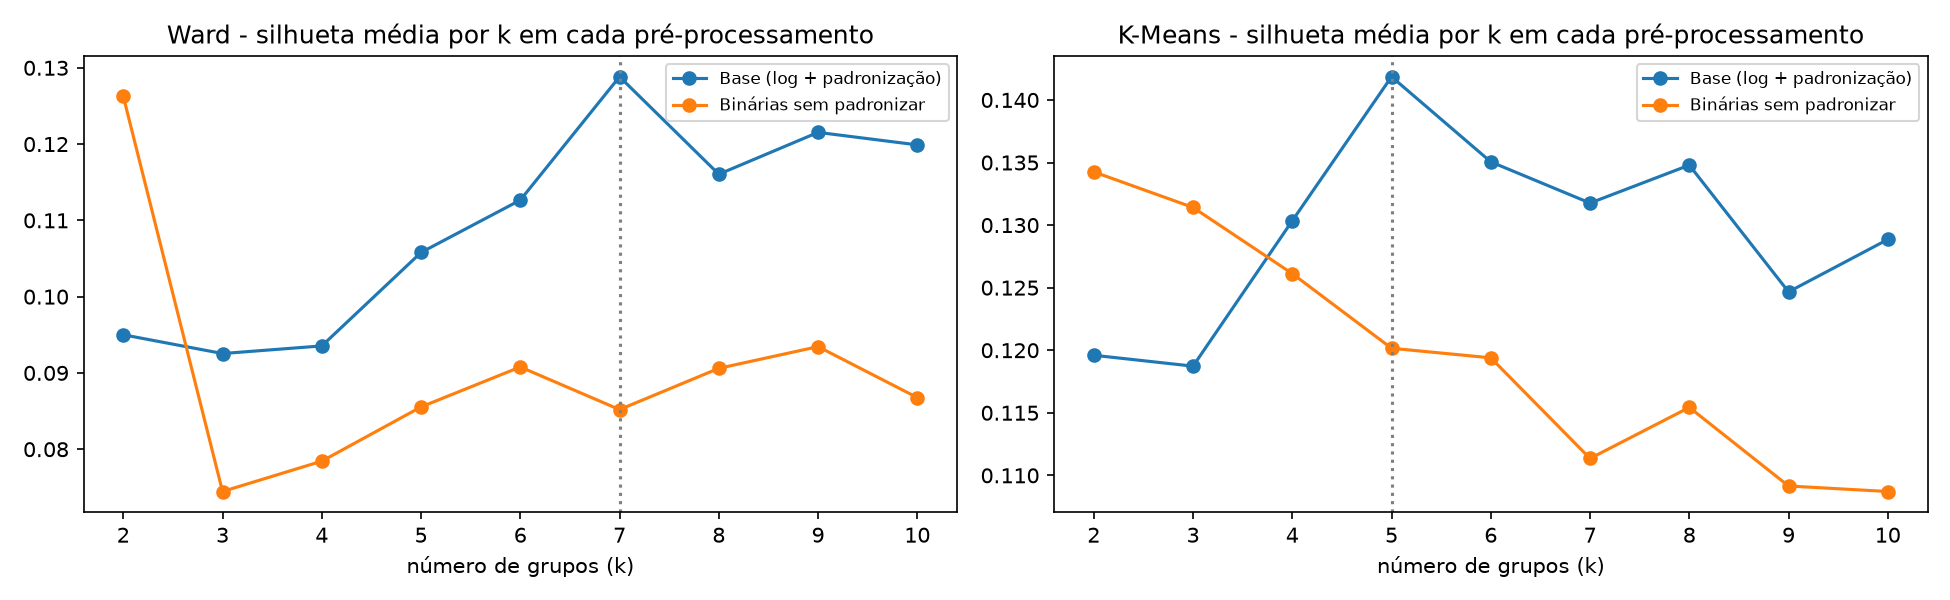 Ward - silhueta média por k em cada pré-processamento
Base (log + padronização)
Binárias sem padronizar
0.13
0.12
0.11
0.10
0.09
0.08
2 3 4 5 6 7 8 9 10
número de grupos (k)
K-Means - silhueta média por k em cada pré-processamento
Base (log + padronização)
Binárias sem padronizar
0.140
0.135
0.130
0.125
0.120
0.115
0.110
2 3 4 5 6 7 8 9 10
número de grupos (k)